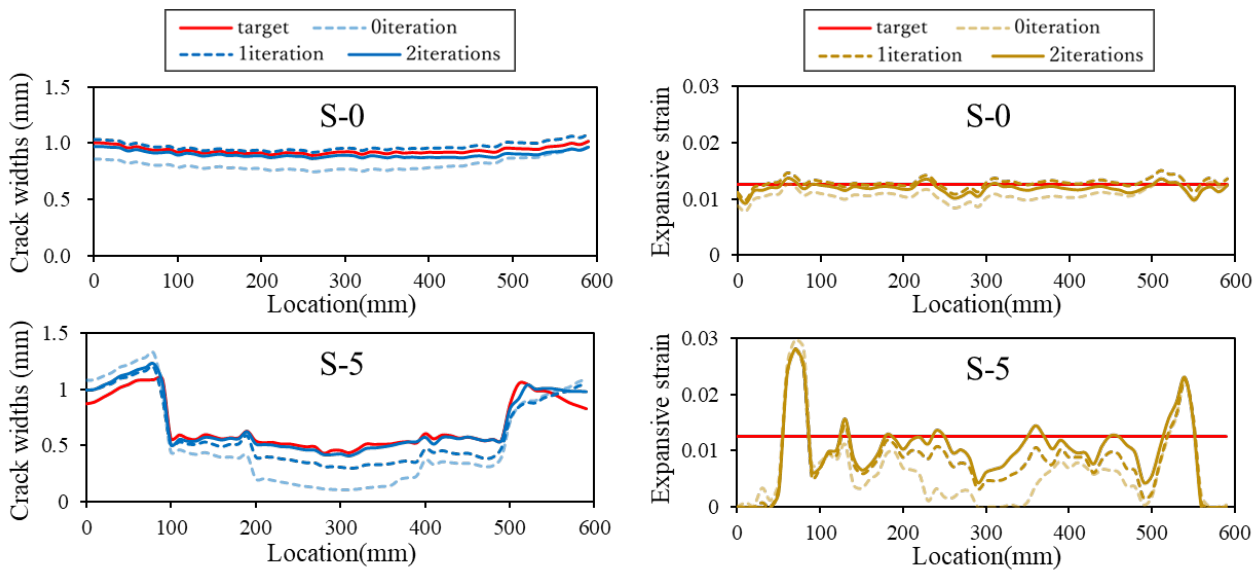 target 0iteration
1iteration 2iterations
target 0iteration
1iteration 2iterations
Crack widths (mm)
1.5
1.0
0.5
0.0
S-0
0 100 200 300 400 500 600
Location(mm)
Expansive strain
0.03
0.02
0.01
0
S-0
0 100 200 300 400 500 600
Location(mm)
Crack widths (mm)
1.5
1
0.5
0
S-5
0 100 200 300 400 500 600
Location(mm)
Expansive strain
0.03
0.02
0.01
0
S-5
0 100 200 300 400 500 600
Location(mm)